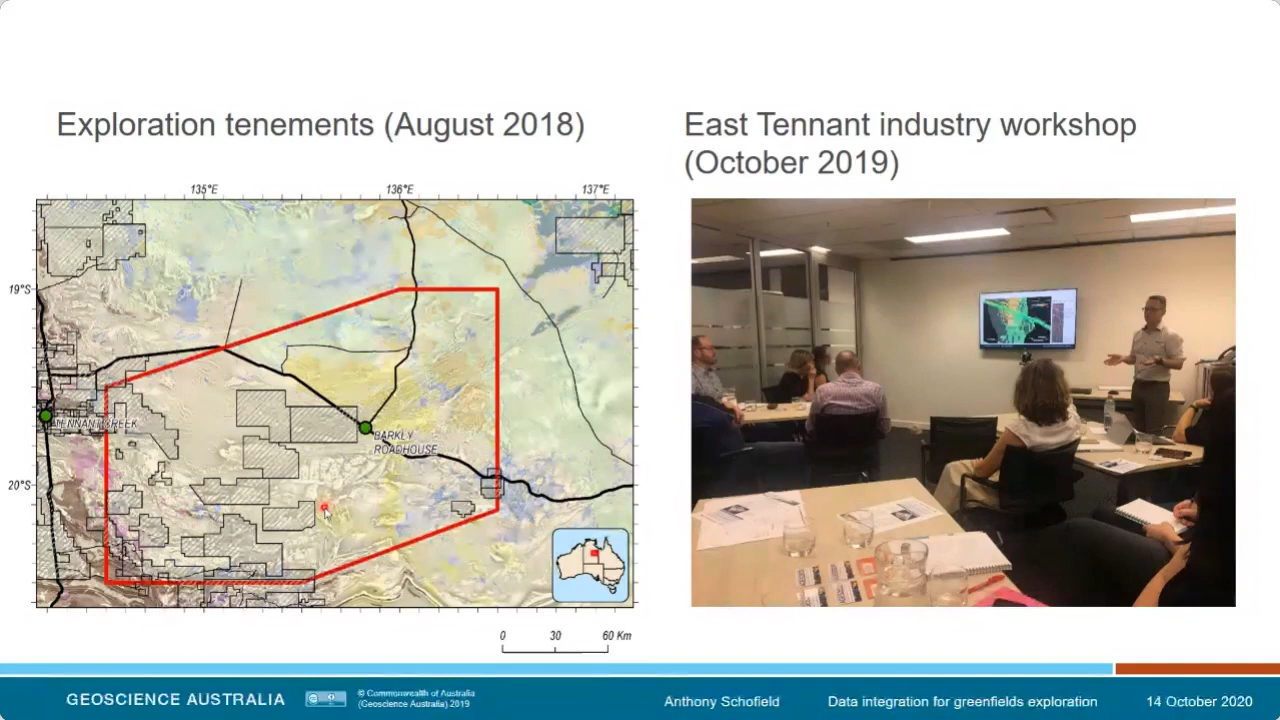 Exploration tenements (August 2018)
East Tennant industry workshop
(October 2019)
135°E
136°E
137°E
19°S
TENNANT CREEK
BARKLY
ROADHOUSE
20°S
0 30 60 Km
GEOSCIENCE AUSTRALIA
© Commonwealth of Australia
(Geoscience Australia) 2019
Anthony Schofield
Data integration for greenfields exploration
14 October 2020